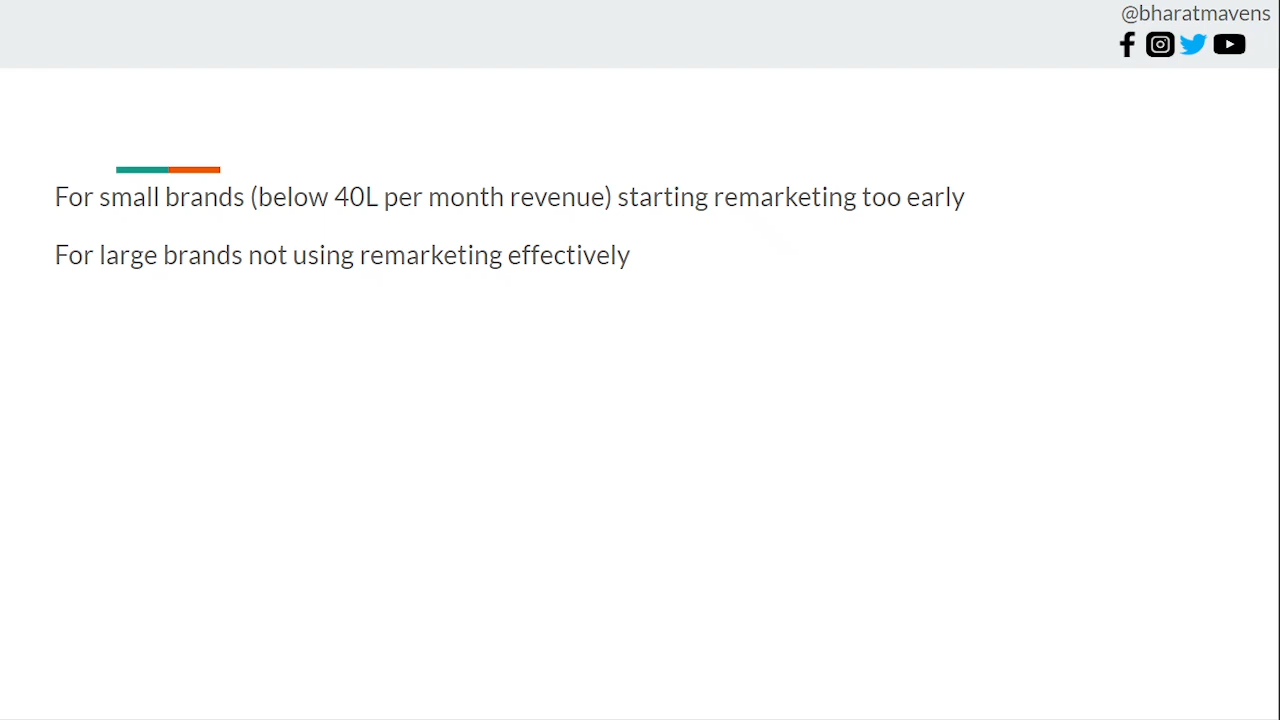 @bharatmavens
For small brands (below 40L per month revenue) starting remarketing too early
For large brands not using remarketing effectively